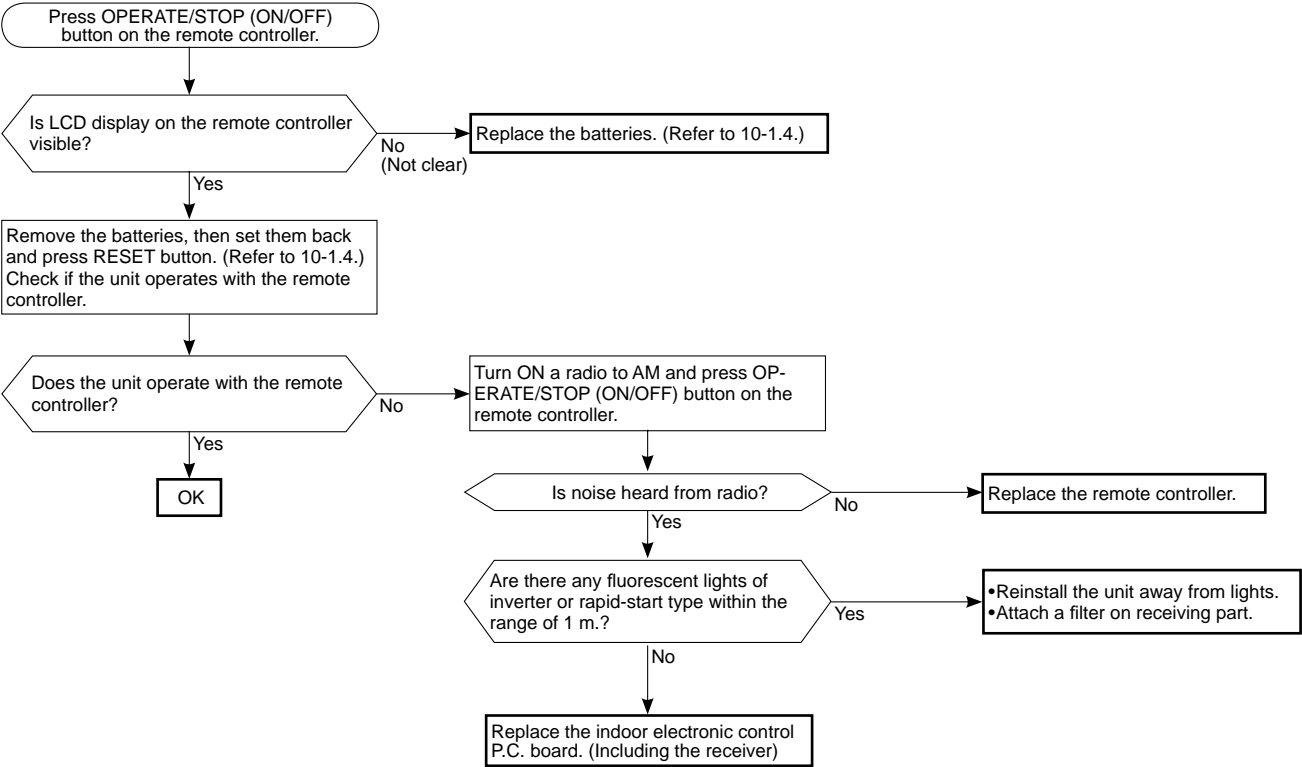 Press OPERATE/STOP (ON/OFF)
button on the remote controller.
Is LCD display on the remote controller
visible?
No
(Not clear)
Replace the batteries. (Refer to 10-1.4.)
Yes
Remove the batteries, then set them back
and press RESET button. (Refer to 10-1.4.)
Check if the unit operates with the remote
controller.
Does the unit operate with the remote
controller?
No
Yes
OK
Turn ON a radio to AM and press OP-
ERATE/STOP (ON/OFF) button on the
remote controller.
Is noise heard from radio?
No
Replace the remote controller.
Yes
Are there any fluorescent lights of
inverter or rapid-start type within the
range of 1 m.?
Yes
•Reinstall the unit away from lights.
•Attach a filter on receiving part.
No
Replace the indoor electronic control
P.C. board. (Including the receiver)